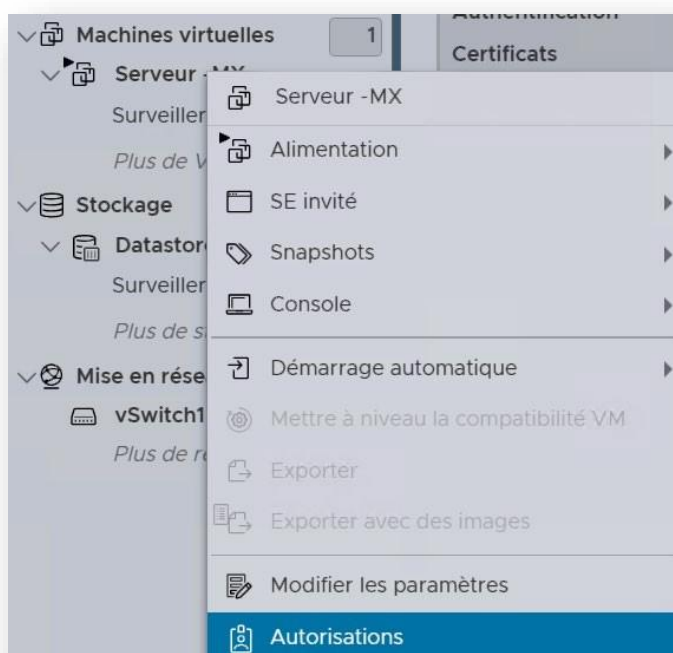 Machines virtuelles 1
Authentification
Certificats
Serveur -MX
Surveiller
Plus de V
Stockage
Datastor
Surveiller
Plus de s
Mise en rése
vSwitch1
Plus de r
Serveur -MX
Alimentation
SE invité
Snapshots
Console
Démarrage automatique
Mettre à niveau la compatibilité VM
Exporter
Exporter avec des images
Modifier les paramètres
Autorisations